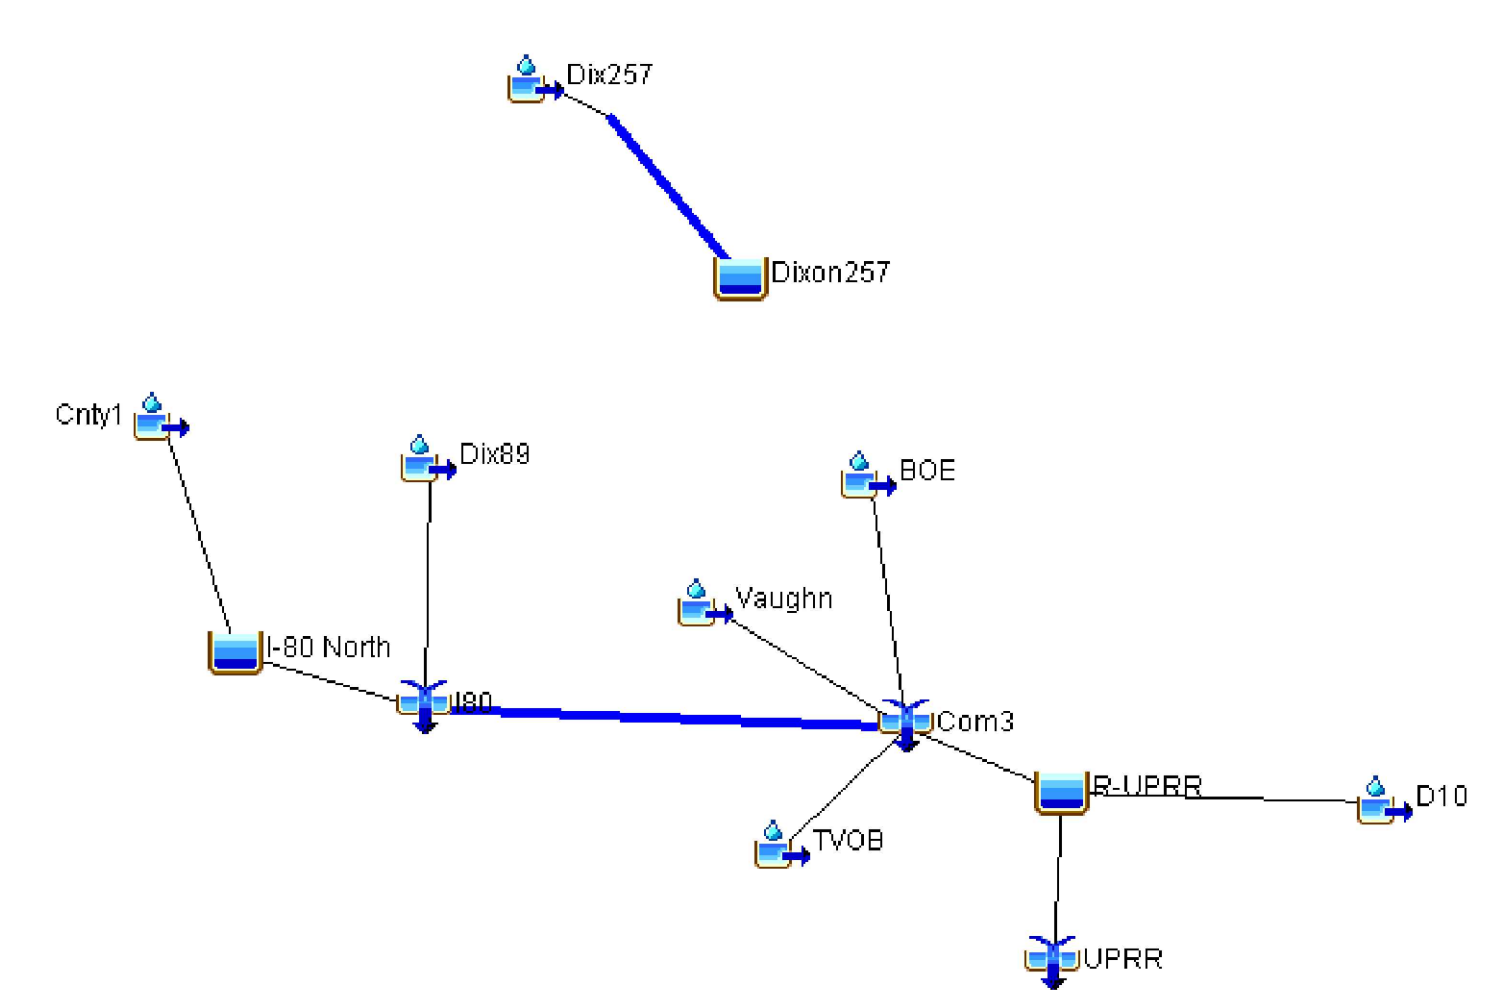 Dix257
Dixon257
Cnty1
Dix89
BOE
Vaughn
I-80 North
I80
Com3
R-UPRR
D10
TVOB
UPRR